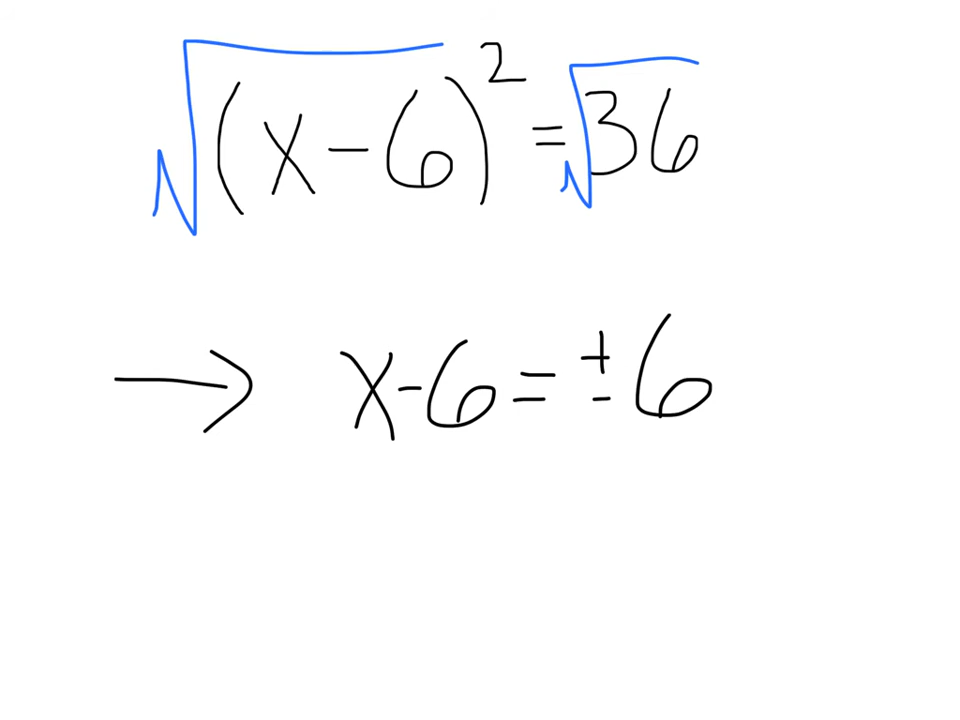 √(x-6)² = √36
→ x-6 = ±6